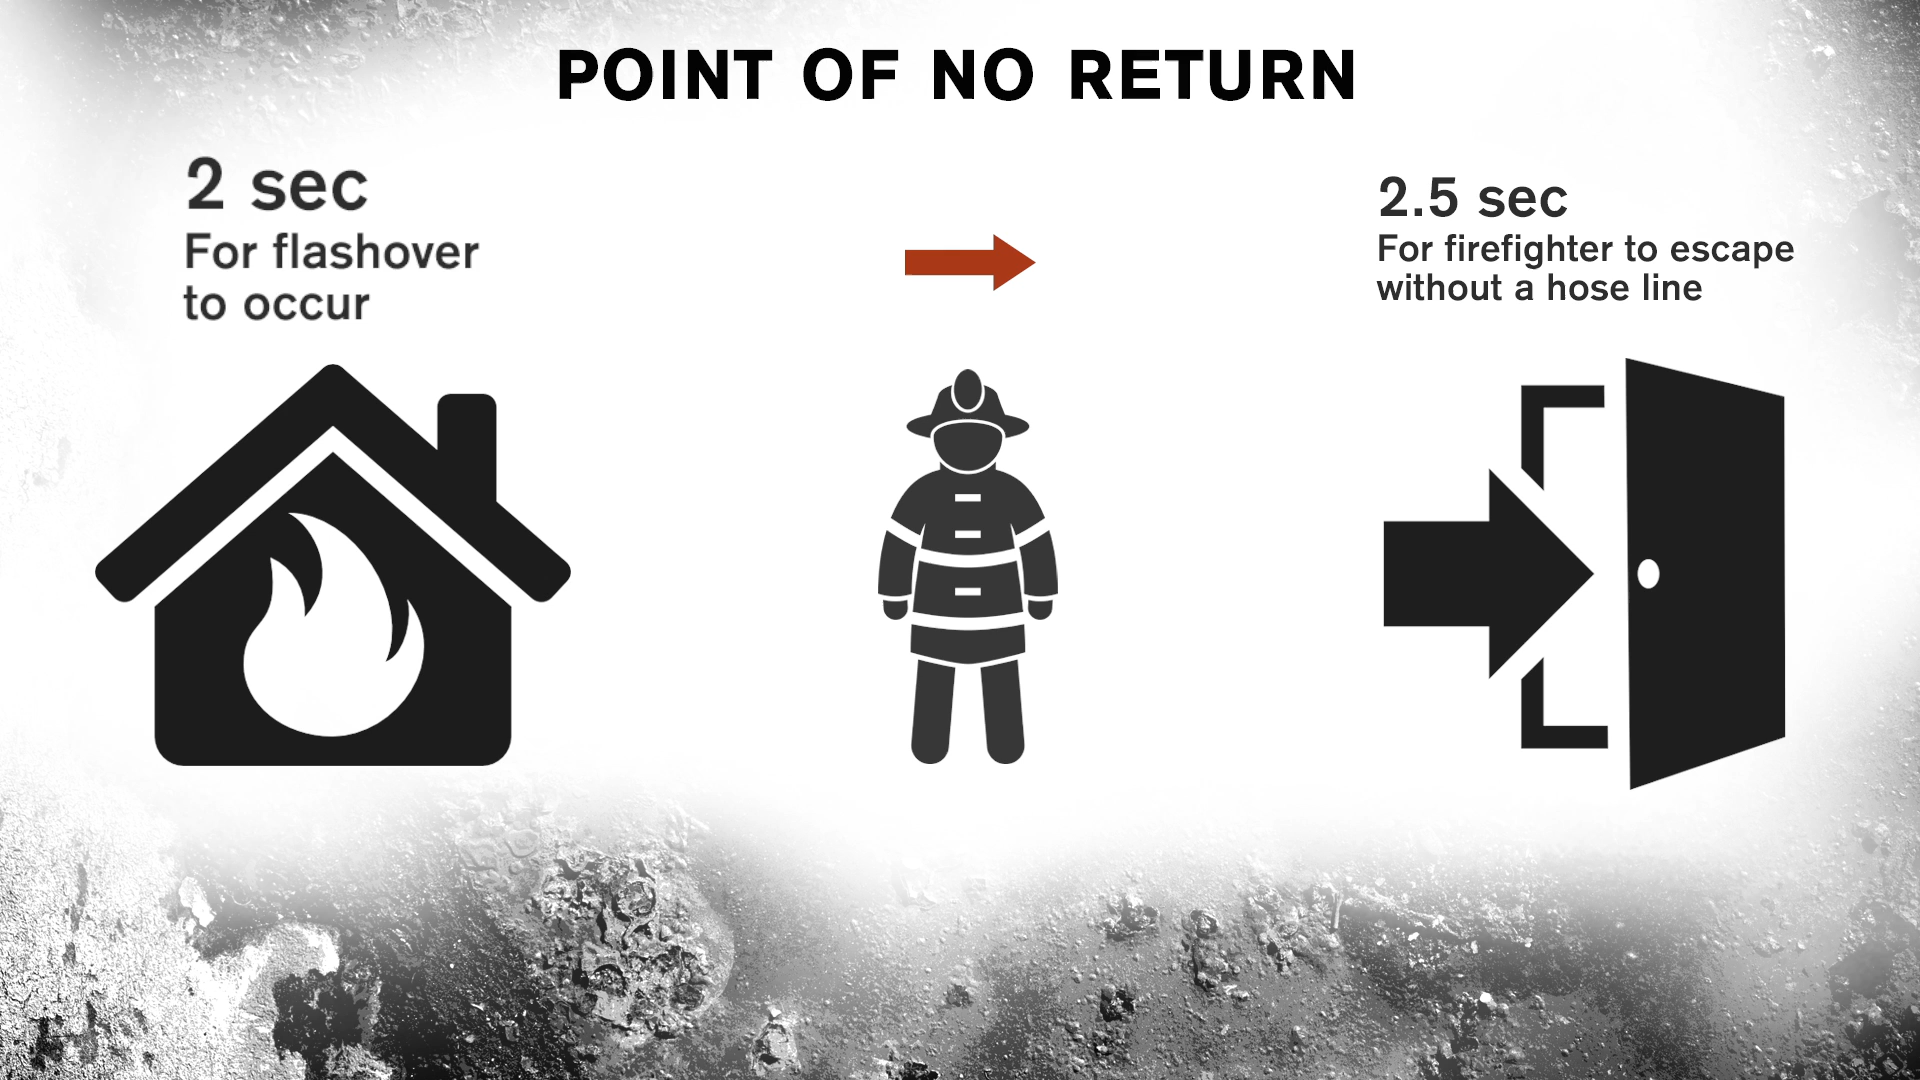 POINT OF NO RETURN
2 sec
For flashover
to occur
2.5 sec
For firefighter to escape
without a hose line